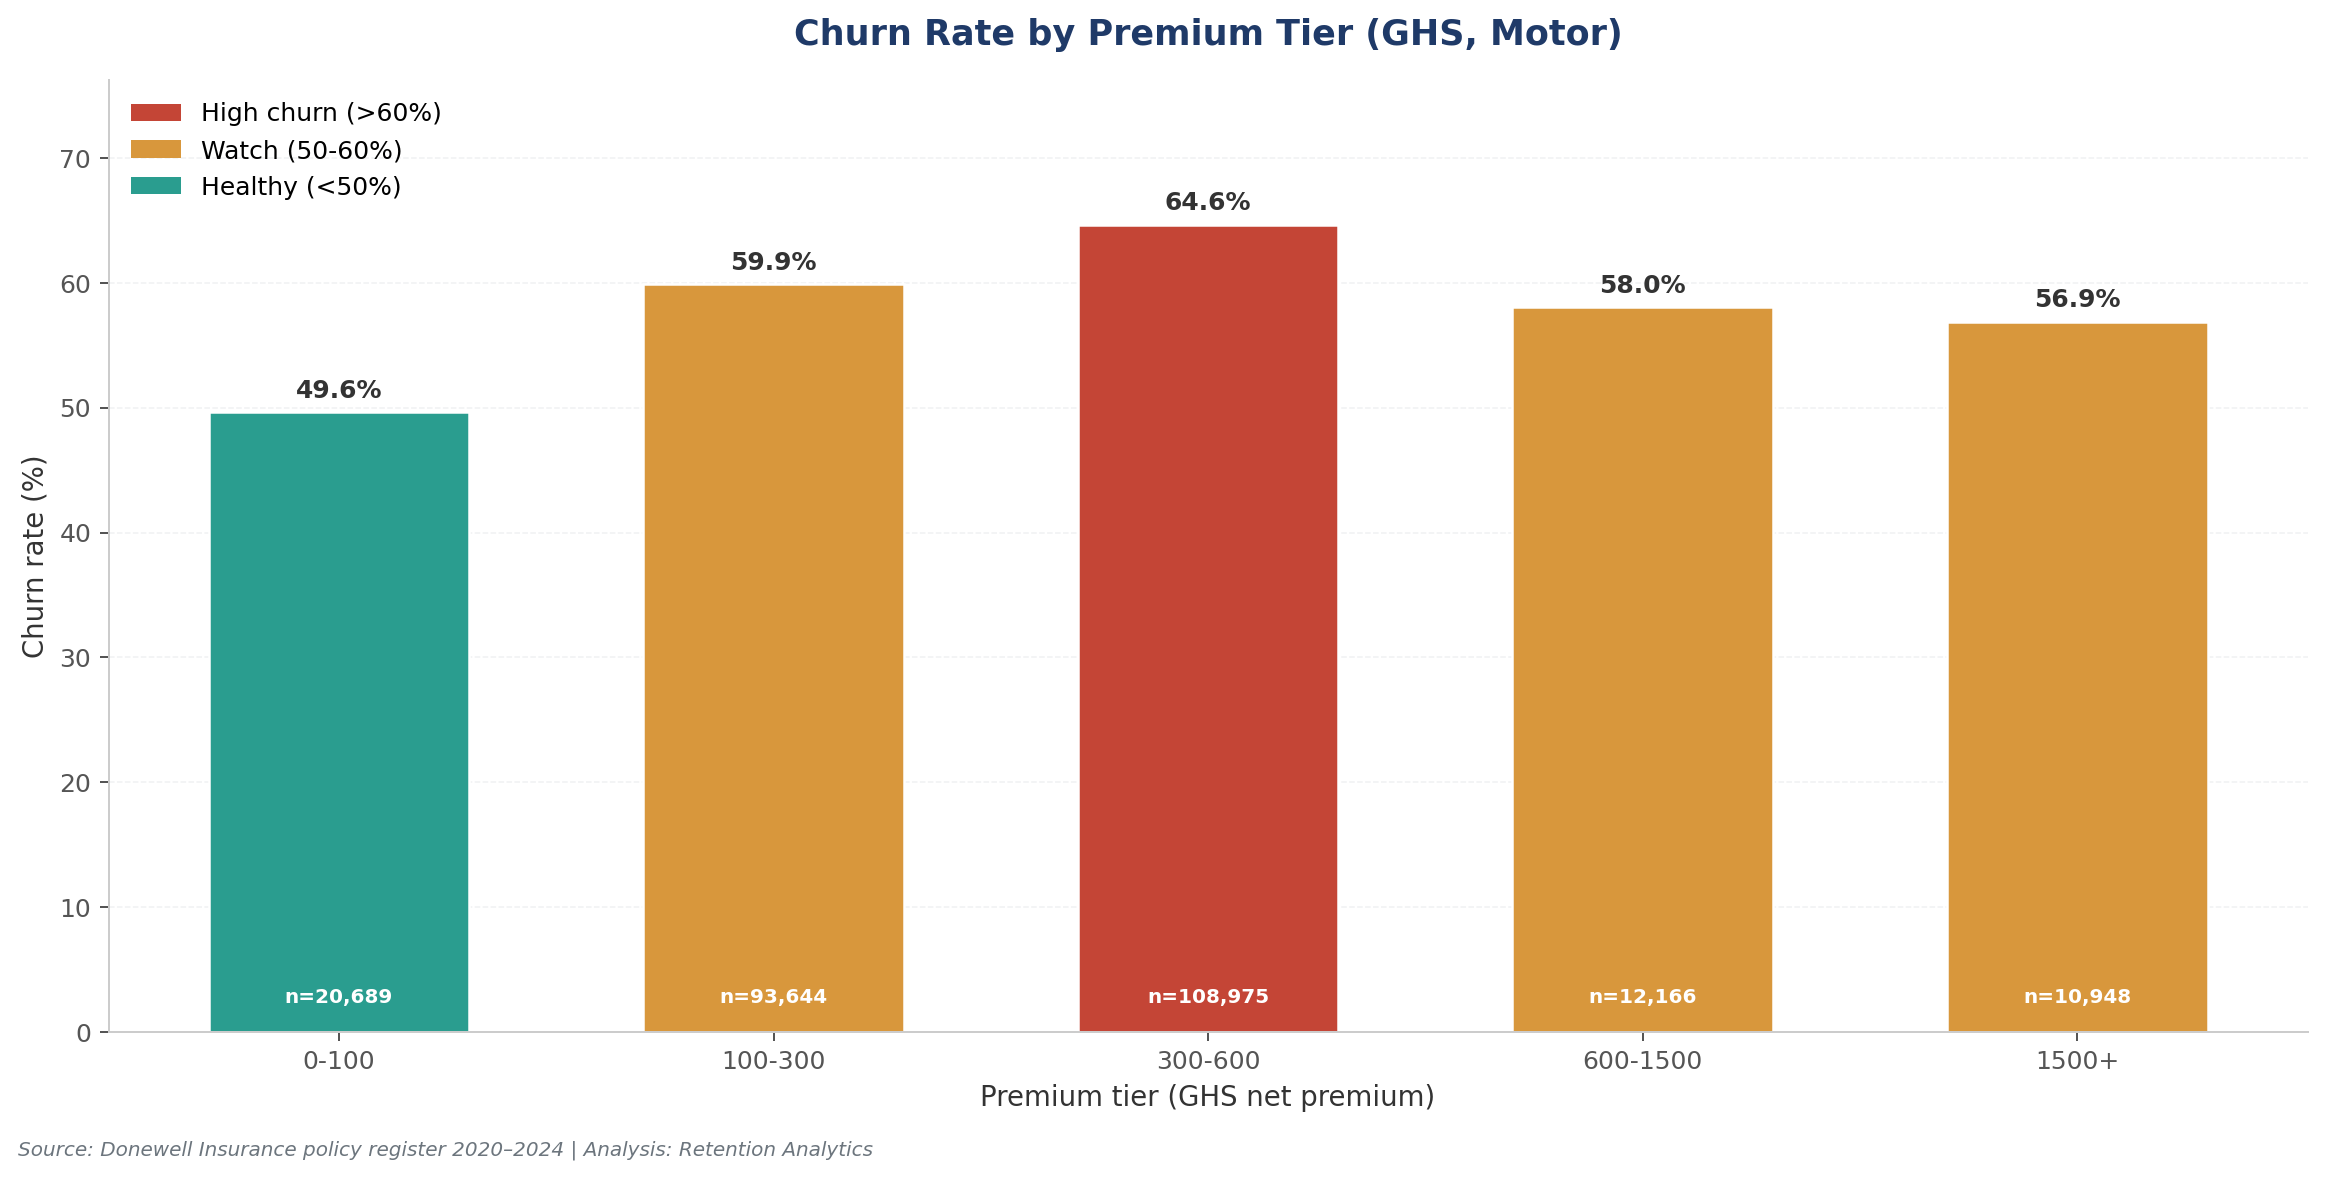 Churn Rate by Premium Tier (GHS, Motor)
High churn (>60%)
Watch (50-60%)
Healthy (<50%)
Churn rate (%)
70
60
50
40
30
20
10
0
49.6%
59.9%
64.6%
58.0%
56.9%
n=20,689
n=93,644
n=108,975
n=12,166
n=10,948
0-100
100-300
300-600
600-1500
1500+
Premium tier (GHS net premium)
Source: Donewell Insurance policy register 2020–2024 | Analysis: Retention Analytics